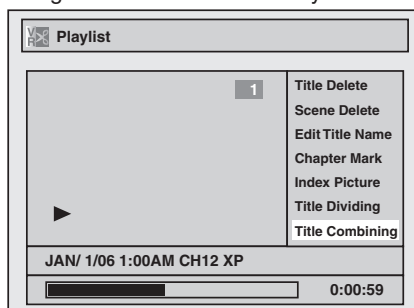 VR Playlist
1
Title Delete
Scene Delete
Edit Title Name
Chapter Mark
Index Picture
Title Dividing
Title Combining
JAN/ 1/06 1:00AM CH12 XP
0:00:59